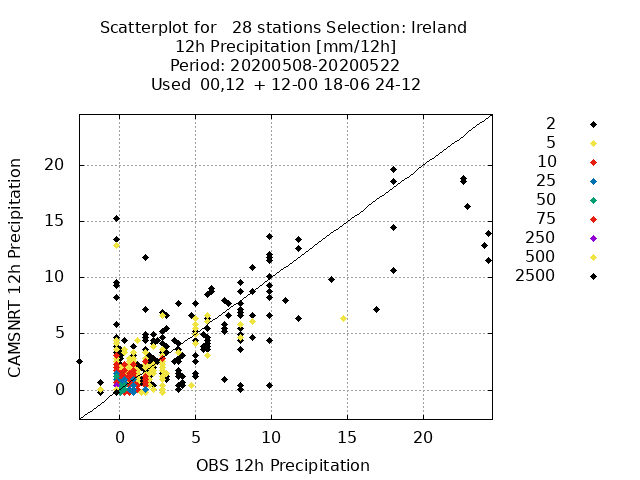 Scatterplot for   28 stations Selection: Ireland
12h Precipitation [mm/12h]
Period: 20200508-20200522
Used  00,12  + 12-00 18-06 24-12
2
5
10
25
50
75
250
500
2500
20
15
10
5
0
CAMSNRT 12h Precipitation
0 5 10 15 20
OBS 12h Precipitation